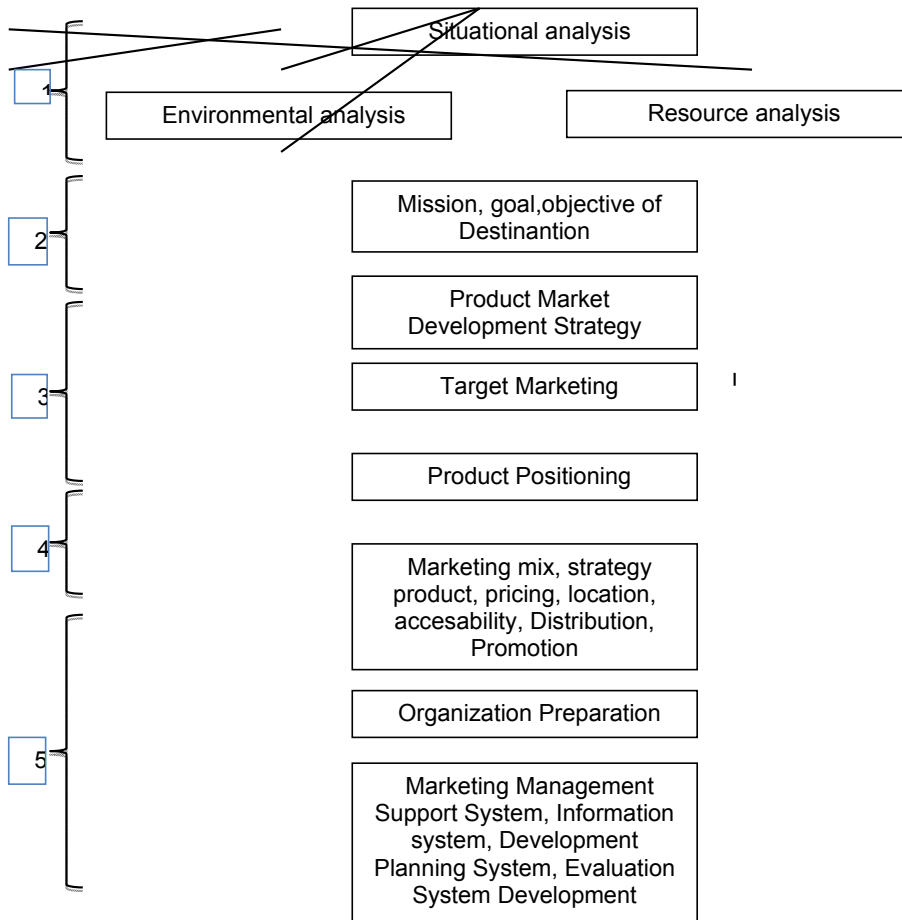 Situational analysis
1
Environmental analysis
Resource analysis
Mission, goal,objective of
Destinantion
2
Product Market
Development Strategy
3
Target Marketing
Product Positioning
4
Marketing mix, strategy
product, pricing, location,
accesability, Distribution,
Promotion
Organization Preparation
5
Marketing Management
Support System, Information
system, Development
Planning System, Evaluation
System Development